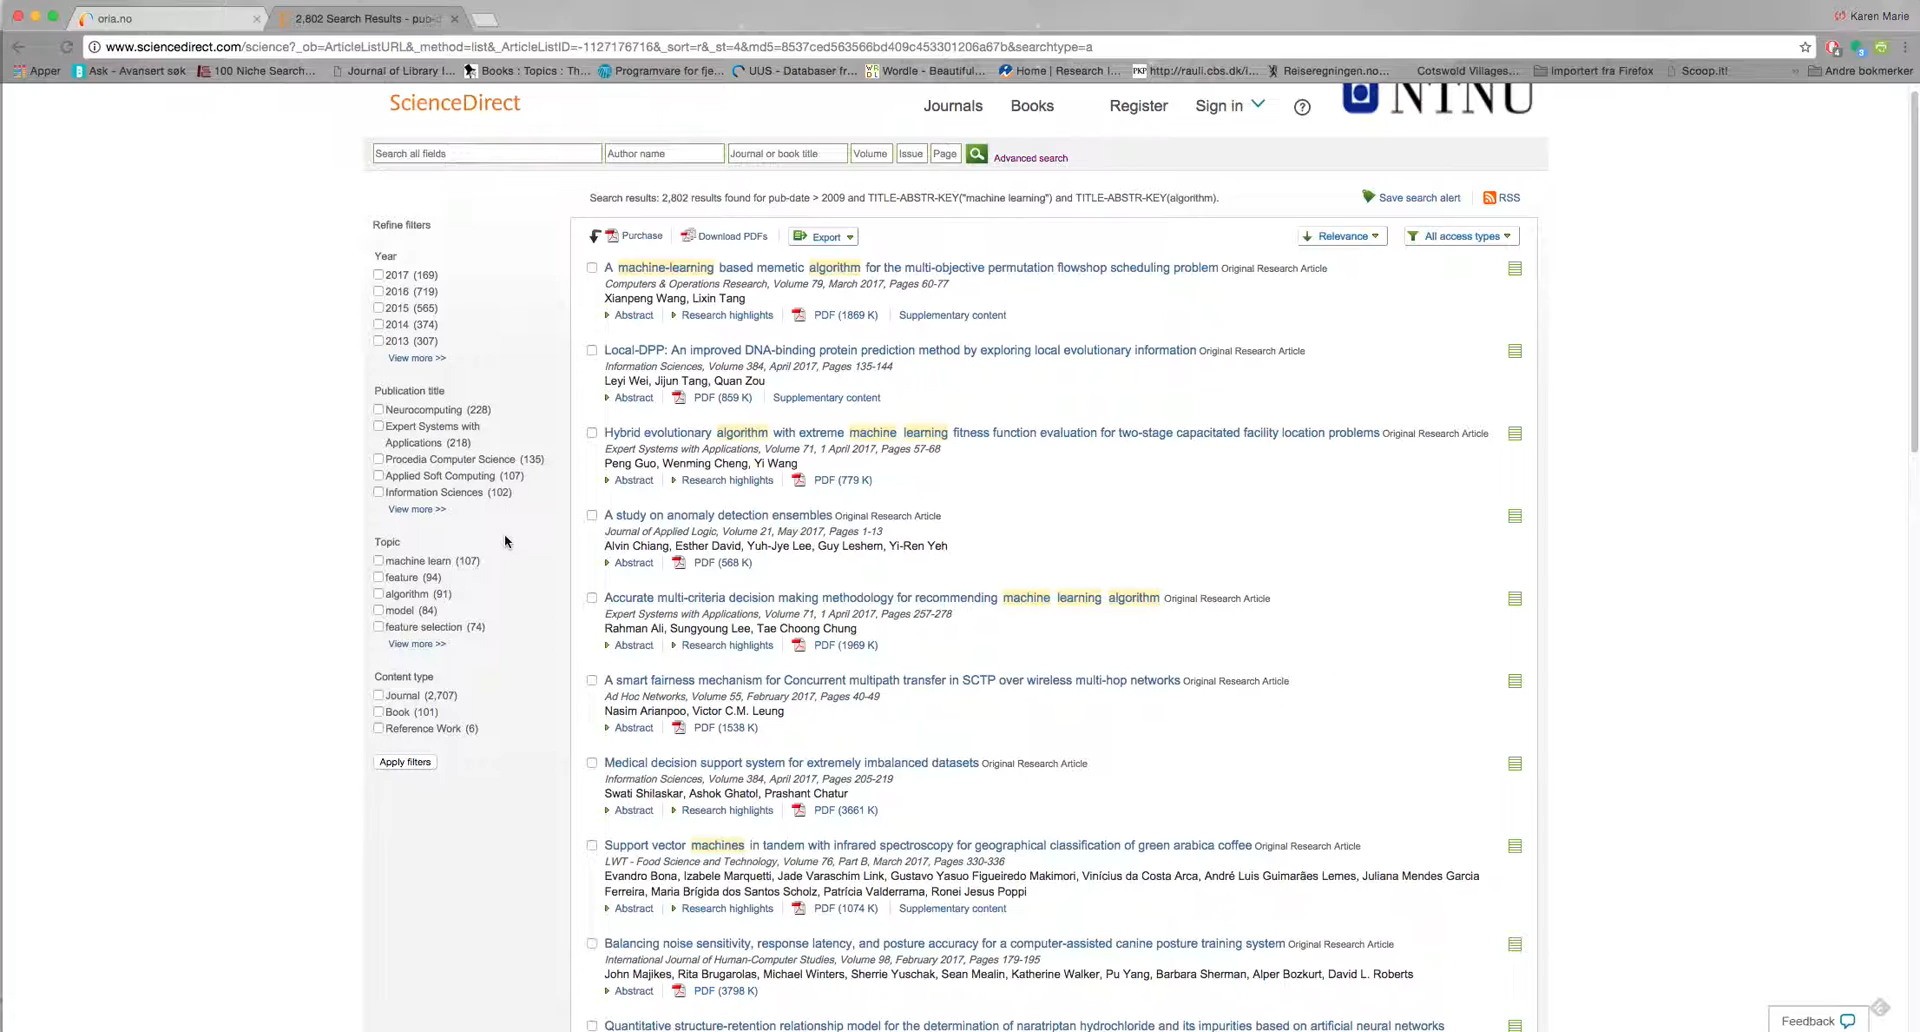 oria.no
2,802 Search Results - pub-d
Karen Marie
www.sciencedirect.com/science?_ob=ArticleListURL&_method=list&_ArticleListID=-1127176716&_sort=r&_st=4&md5=8537ced563566bd409c453301206a67b&searchtype=a
Apper Ask - Avansert søk 100 Niche Search... Journal of Library I... Books : Topics : Th... Programvare for fje... UUS - Databaser fr... Wordle - Beautiful... Home | Research I... http://rauli.cbs.dk/i... Reiseregningen.no... Cotswold Villages... Importert fra Firefox Scoop.it! » Andre bokmerker
ScienceDirect
Journals Books Register Sign in ?
NTNU
Search all fields Author name Journal or book title Volume Issue Page Advanced search
Search results: 2,802 results found for pub-date > 2009 and TITLE-ABSTR-KEY("machine learning") and TITLE-ABSTR-KEY(algorithm).
Save search alert RSS
Refine filters
Year
2017 (169)
2016 (719)
2015 (565)
2014 (374)
2013 (307)
View more >>
Publication title
Neurocomputing (228)
Expert Systems with
Applications (218)
Procedia Computer Science (135)
Applied Soft Computing (107)
Information Sciences (102)
View more >>
Topic
machine learn (107)
feature (94)
algorithm (91)
model (84)
feature selection (74)
View more >>
Content type
Journal (2,707)
Book (101)
Reference Work (6)
Apply filters
Purchase Download PDFs Export Relevance All access types
A machine-learning based memetic algorithm for the multi-objective permutation flowshop scheduling problem Original Research Article
Computers & Operations Research, Volume 79, March 2017, Pages 60-77
Xianpeng Wang, Lixin Tang
Abstract Research highlights PDF (1869 K) Supplementary content
Local-DPP: An improved DNA-binding protein prediction method by exploring local evolutionary information Original Research Article
Information Sciences, Volume 384, April 2017, Pages 135-144
Leyi Wei, Jijun Tang, Quan Zou
Abstract PDF (859 K) Supplementary content
Hybrid evolutionary algorithm with extreme machine learning fitness function evaluation for two-stage capacitated facility location problems Original Research Article
Expert Systems with Applications, Volume 71, 1 April 2017, Pages 57-68
Peng Guo, Wenming Cheng, Yi Wang
Abstract Research highlights PDF (779 K)
A study on anomaly detection ensembles Original Research Article
Journal of Applied Logic, Volume 21, May 2017, Pages 1-13
Alvin Chiang, Esther David, Yuh-Jye Lee, Guy Leshem, Yi-Ren Yeh
Abstract PDF (568 K)
Accurate multi-criteria decision making methodology for recommending machine learning algorithm Original Research Article
Expert Systems with Applications, Volume 71, 1 April 2017, Pages 257-278
Rahman Ali, Sungyoung Lee, Tae Choong Chung
Abstract Research highlights PDF (1969 K)
A smart fairness mechanism for Concurrent multipath transfer in SCTP over wireless multi-hop networks Original Research Article
Ad Hoc Networks, Volume 55, February 2017, Pages 40-49
Nasim Arianpoo, Victor C.M. Leung
Abstract PDF (1538 K)
Medical decision support system for extremely imbalanced datasets Original Research Article
Information Sciences, Volume 384, April 2017, Pages 205-219
Swati Shilaskar, Ashok Ghatol, Prashant Chatur
Abstract Research highlights PDF (3661 K)
Support vector machines in tandem with infrared spectroscopy for geographical classification of green arabica coffee Original Research Article
LWT - Food Science and Technology, Volume 76, Part B, March 2017, Pages 330-336
Evandro Bona, Izabele Marquetti, Jade Varaschim Link, Gustavo Yasuo Figueiredo Makimori, Vinícius da Costa Arca, André Luis Guimarães Lemes, Juliana Mendes Garcia
Ferreira, Maria Brígida dos Santos Scholz, Patrícia Valderrama, Ronei Jesus Poppi
Abstract Research highlights PDF (1074 K) Supplementary content
Balancing noise sensitivity, response latency, and posture accuracy for a computer-assisted canine posture training system Original Research Article
International Journal of Human-Computer Studies, Volume 98, February 2017, Pages 179-195
John Majikes, Rita Brugarolas, Michael Winters, Sherrie Yuschak, Sean Mealin, Katherine Walker, Pu Yang, Barbara Sherman, Alper Bozkurt, David L. Roberts
Abstract PDF (3798 K)
Quantitative structure-retention relationship model for the determination of naratriptan hydrochloride and its impurities based on artificial neural networks
Feedback